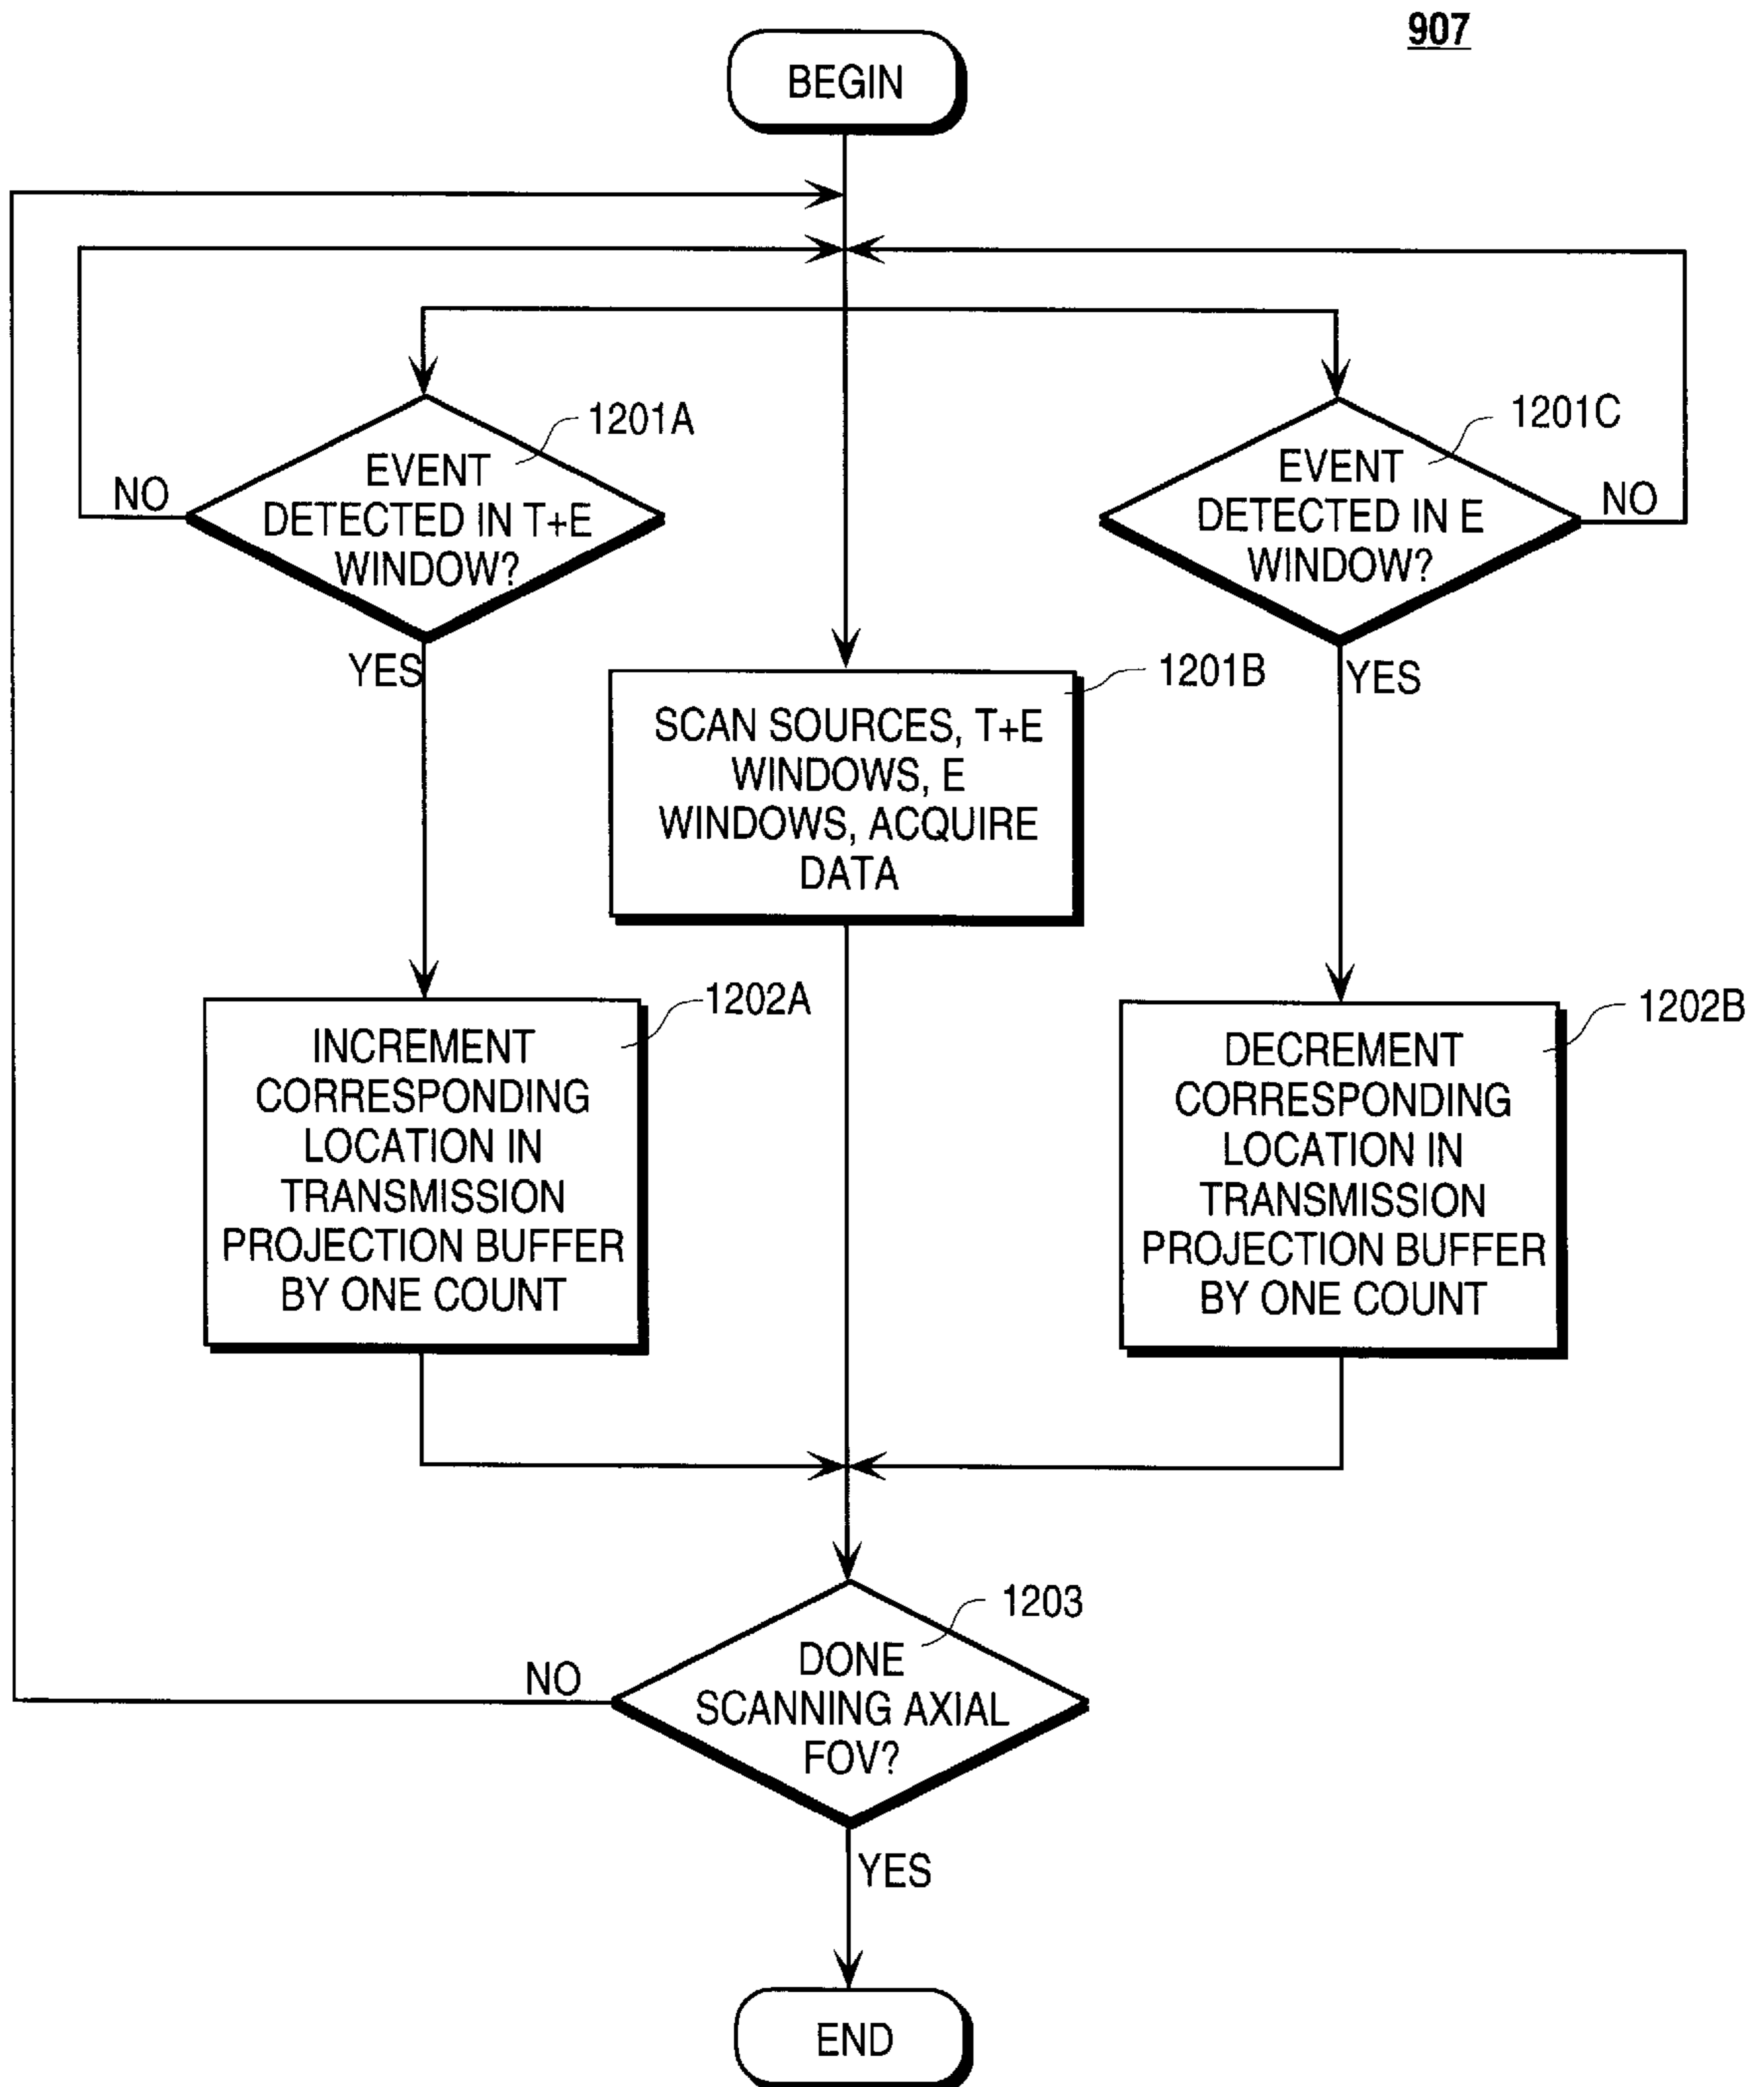 907
BEGIN
1201A
EVENT
DETECTED IN T+E
WINDOW?
NO
YES
1201C
EVENT
DETECTED IN E
WINDOW?
NO
YES
1201B
SCAN SOURCES, T+E
WINDOWS, E
WINDOWS, ACQUIRE
DATA
1202A
INCREMENT
CORRESPONDING
LOCATION IN
TRANSMISSION
PROJECTION BUFFER
BY ONE COUNT
1202B
DECREMENT
CORRESPONDING
LOCATION IN
TRANSMISSION
PROJECTION BUFFER
BY ONE COUNT
1203
DONE
SCANNING AXIAL
FOV?
NO
YES
END